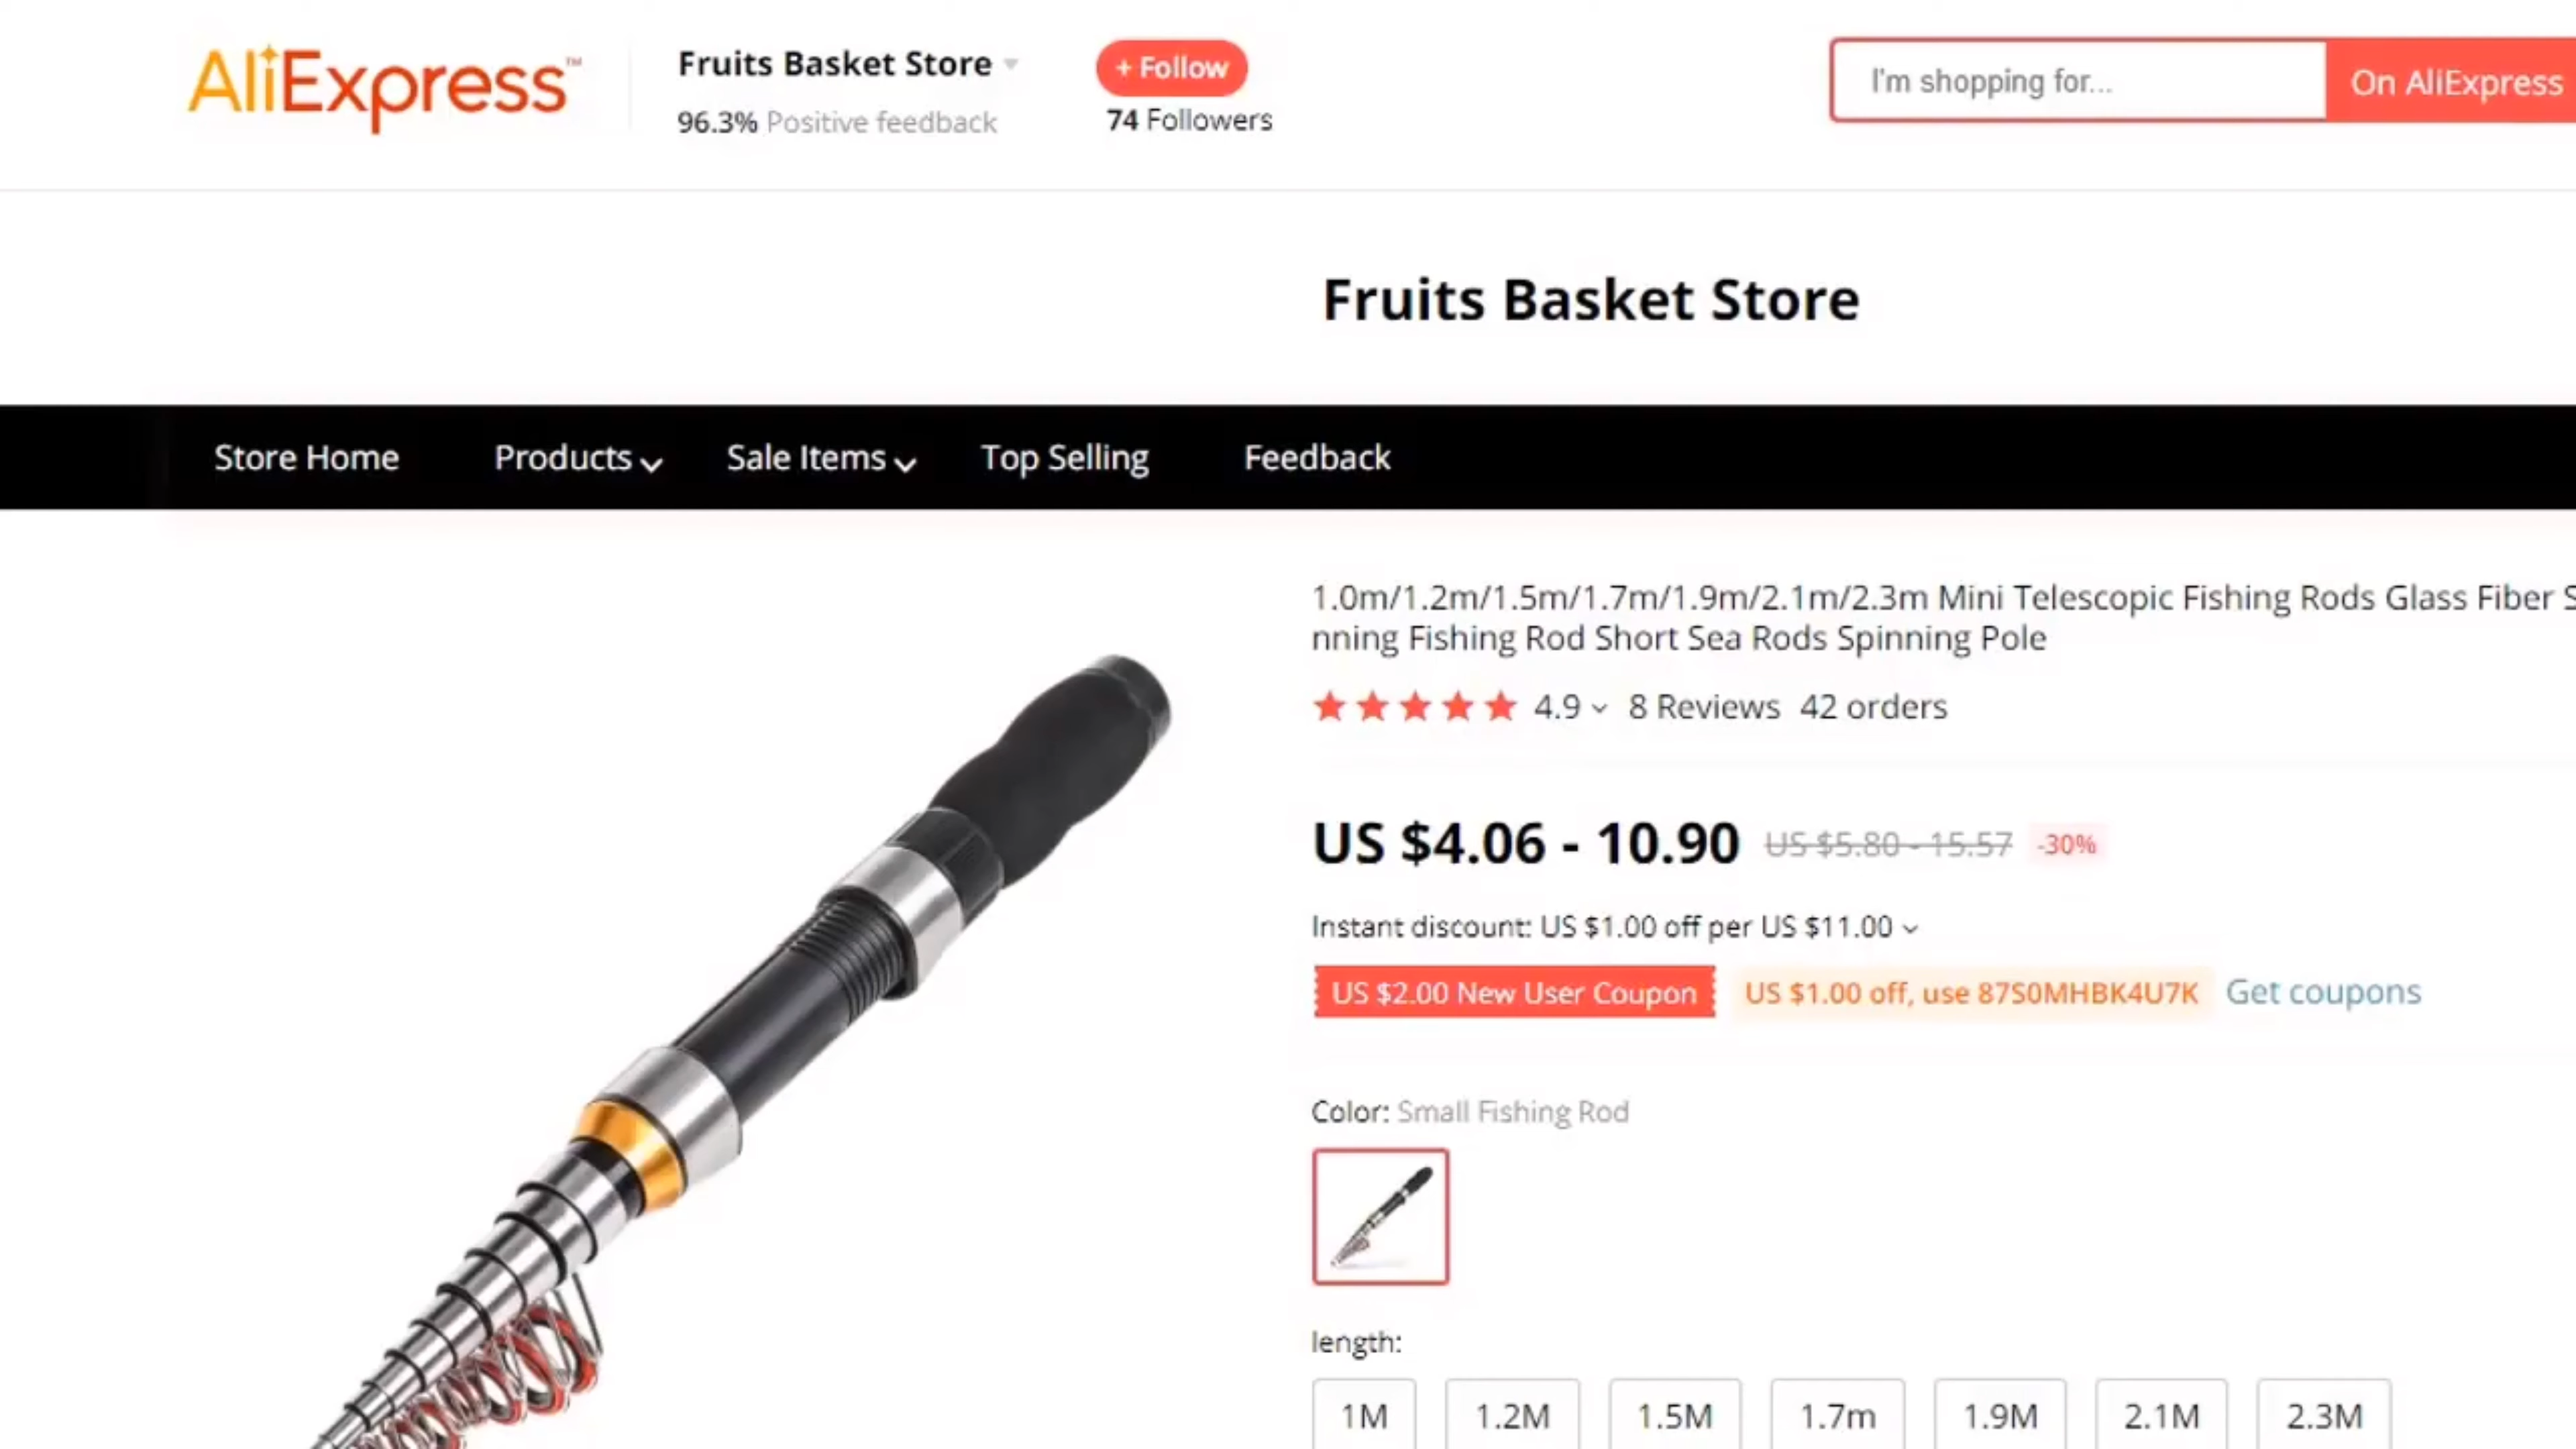 AliExpress™
Fruits Basket Store
+ Follow
96.3% Positive feedback
74 Followers
I'm shopping for...
On AliExpress
Fruits Basket Store
Store Home
Products
Sale Items
Top Selling
Feedback
1.0m/1.2m/1.5m/1.7m/1.9m/2.1m/2.3m Mini Telescopic Fishing Rods Glass Fiber S
nning Fishing Rod Short Sea Rods Spinning Pole
4.9 8 Reviews 42 orders
US $4.06 - 10.90 US $5.80 - 15.57 -30%
Instant discount: US $1.00 off per US $11.00
US $2.00 New User Coupon US $1.00 off, use 87S0MHBK4U7K Get coupons
Color: Small Fishing Rod
length:
1M 1.2M 1.5M 1.7m 1.9M 2.1M 2.3M